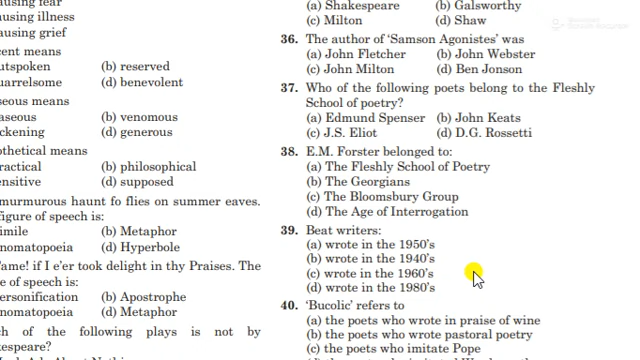 ausing fear
ausing illness
ausing grief
cent means
utspoken (b) reserved
uarrelsome (d) benevolent
seous means
aseous (b) venomous
ckening (d) generous
othetical means
ractical (b) philosophical
ensitive (d) supposed
murmurous haunt fo flies on summer eaves.
figure of speech is:
imile (b) Metaphor
nomatopoeia (d) Hyperbole
ame! if I e'er took delight in thy Praises. The
e of speech is:
ersonification (b) Apostrophe
nomatopoeia (d) Metaphor
ch of the following plays is not by
kespeare?
(a) Shakespeare (b) Galsworthy
(c) Milton (d) Shaw
36. The author of 'Samson Agonistes' was
(a) John Fletcher (b) John Webster
(c) John Milton (d) Ben Jonson
37. Who of the following poets belong to the Fleshly
School of poetry?
(a) Edmund Spenser (b) John Keats
(c) J.S. Eliot (d) D.G. Rossetti
38. E.M. Forster belonged to:
(a) The Fleshly School of Poetry
(b) The Georgians
(c) The Bloomsbury Group
(d) The Age of Interrogation
39. Beat writers:
(a) wrote in the 1950's
(b) wrote in the 1940's
(c) wrote in the 1960's
(d) wrote in the 1980's
40. 'Bucolic' refers to
(a) the poets who wrote in praise of wine
(b) the poets who wrote pastoral poetry
(c) the poets who imitate Pope